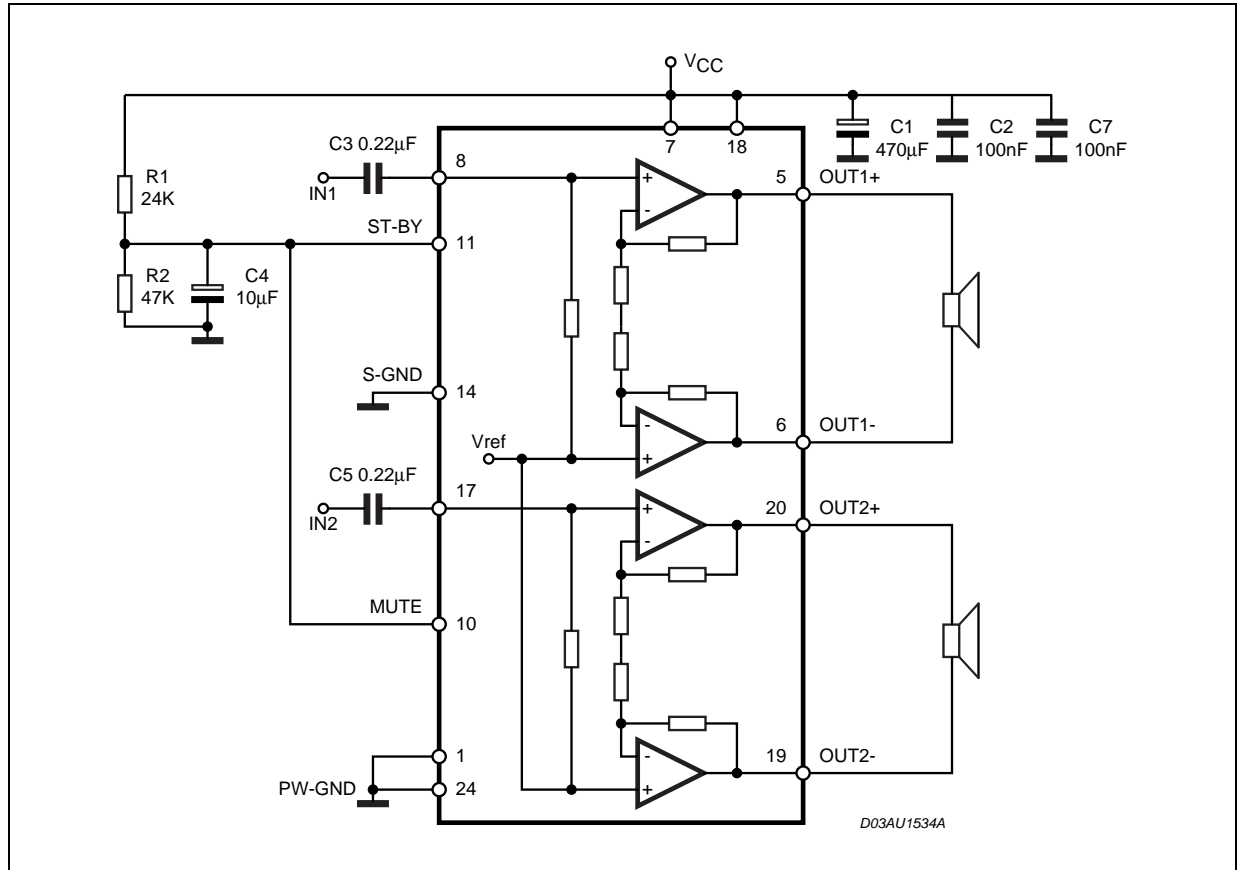 VCC
C3 0.22µF
8
7
18
C1
470µF
C2
100nF
C7
100nF
IN1
R1
24K
5
OUT1+
+
-
ST-BY
11
R2
47K
C4
10µF
S-GND
14
-
+
6
OUT1-
Vref
C5 0.22µF
17
IN2
+
-
20
OUT2+
MUTE
10
1
24
PW-GND
-
+
19
OUT2-
D03AU1534A